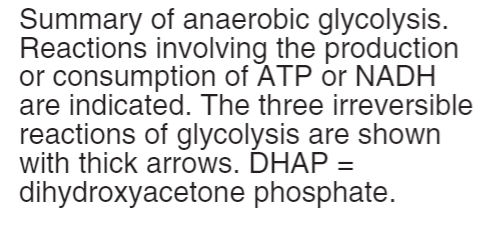 Summary of anaerobic glycolysis.
Reactions involving the production
or consumption of ATP or NADH
are indicated. The three irreversible
reactions of glycolysis are shown
with thick arrows. DHAP =
dihydroxyacetone phosphate.